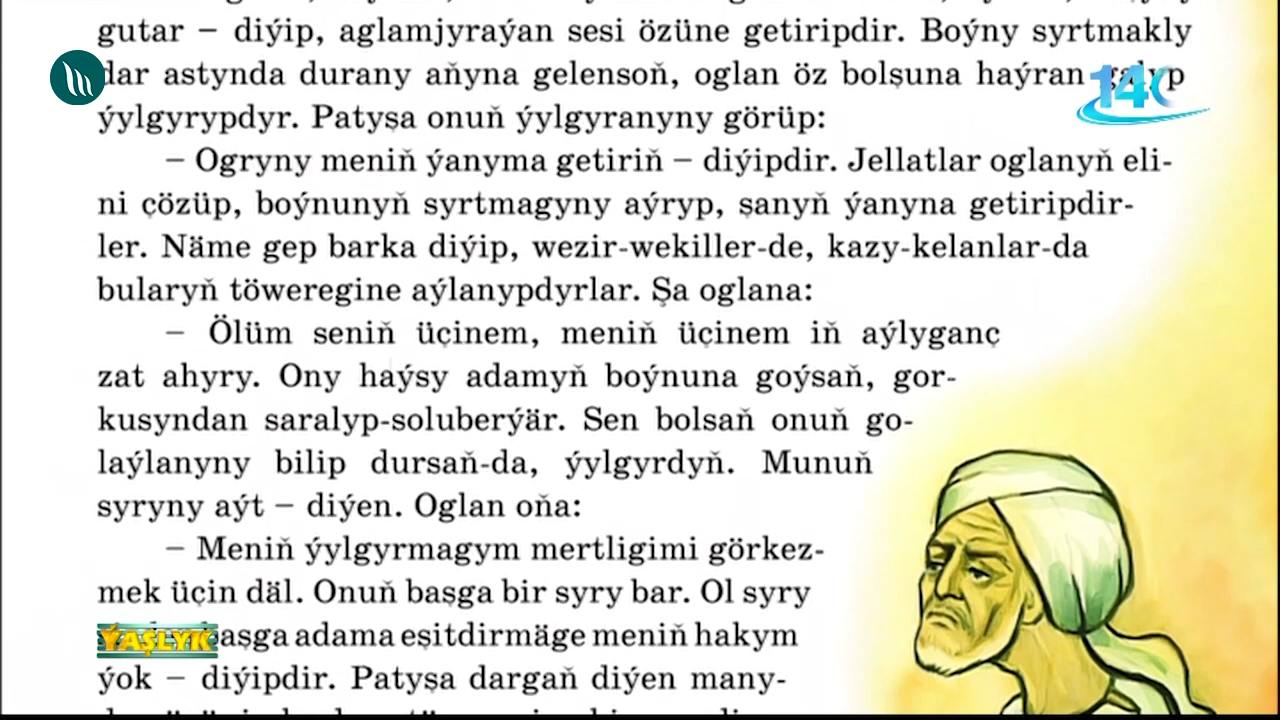 gutar – diýip, aglamjyraýan sesi özüne getiripdir. Boýny syrtmakly
dar astynda durany aňyna gelensoň, oglan öz bolşuna haýran galyp
ýylgyrypdyr. Patyşa onuň ýylgyranyny görüp:
– Ogryny meniň ýanyma getiriň – diýipdir. Jellatlar oglanyň eli-
ni çözüp, boýnunyň syrtmagyny aýryp, şanyň ýanyna getiripdir-
ler. Näme gep barka diýip, wezir-wekiller-de, kazy-kelanlar-da
bularyň töweregine aýlanypdyrlar. Şa oglana:
– Ölüm seniň üçinem, meniň üçinem iň aýlyganç
zat ahyry. Ony haýsy adamyň boýnuna goýsaň, gor-
kusyndan saralyp-soluberýär. Sen bolsaň onuň go-
laýlanyny bilip dursaň-da, ýylgyrdyň. Munuň
syryny aýt – diýen. Oglan oňa:
– Meniň ýylgyrmagym mertligimi görkez-
mek üçin däl. Onuň başga bir syry bar. Ol syry
başga adama eşitdirmäge meniň hakym
ýok – diýipdir. Patyşa dargaň diýen many-
140
ÝAŞLYK